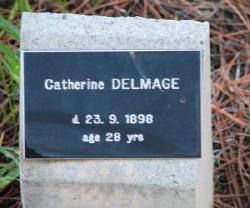 Catherine DELMAGE
d. 23. 9. 1898
age 28 yrs